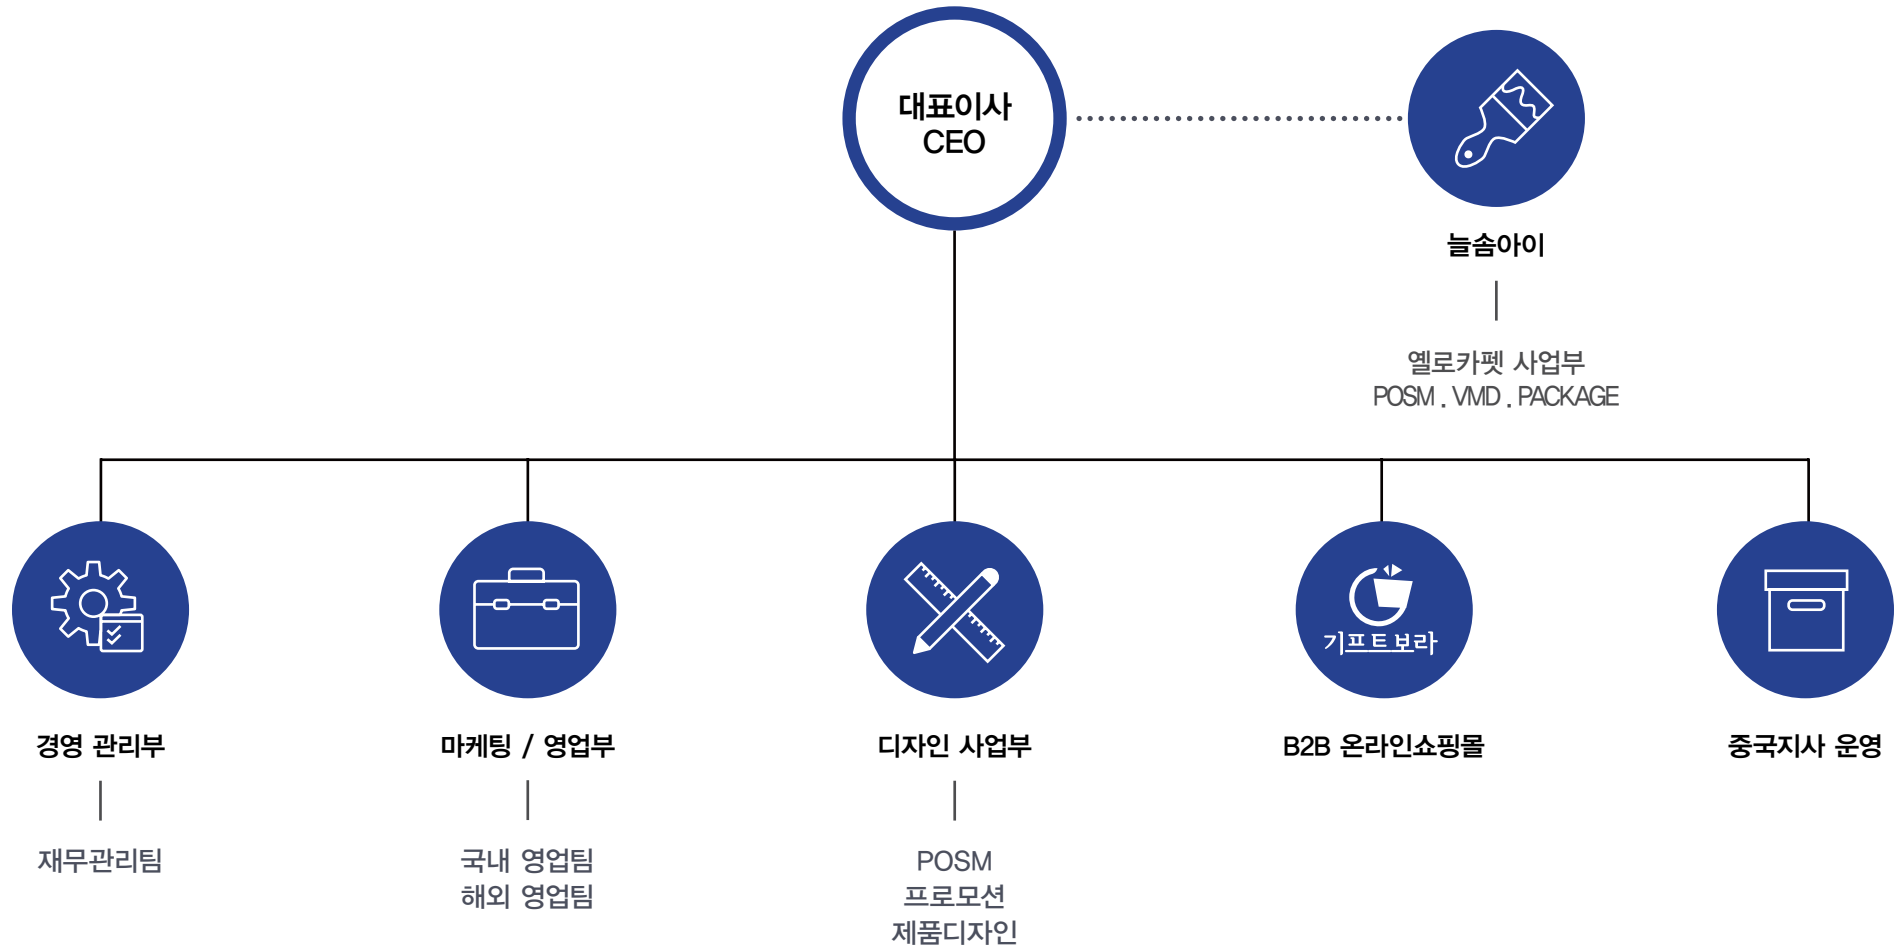 대표이사
CEO
늘솜아이
옐로카펫 사업부
POSM . VMD . PACKAGE
기프트보라
경영 관리부
마케팅 / 영업부
디자인 사업부
B2B 온라인쇼핑몰
중국지사 운영
재무관리팀
국내 영업팀
해외 영업팀
POSM
프로모션
제품디자인